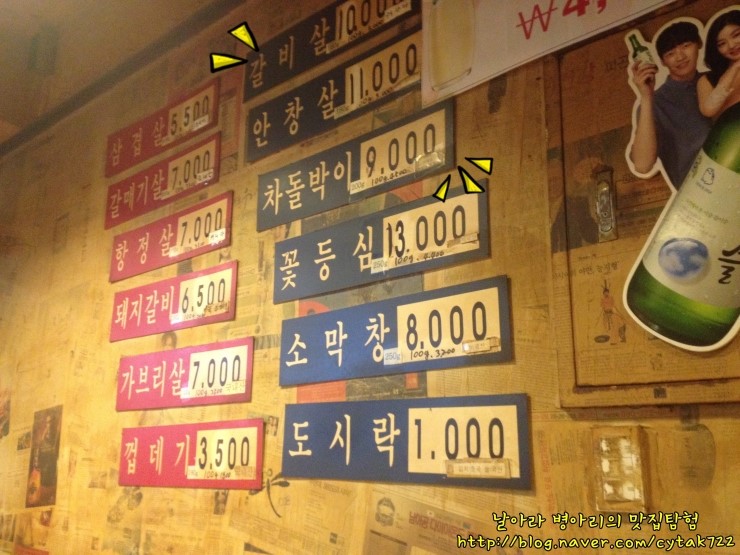 삼겹살 5,500
갈매기살 7,000
항정살 7,000
돼지갈비 6,500
가브리살 7,000
껍데기 3,500
갈비살 10,000
안창살 11,000
차돌박이 9,000
꽃등심 13,000
소막창 8,000
250g 100g. 3200
도시락 1,000
₩4,
날아라 병아리의 맛집탐험
http://blog.naver.com/cytak722